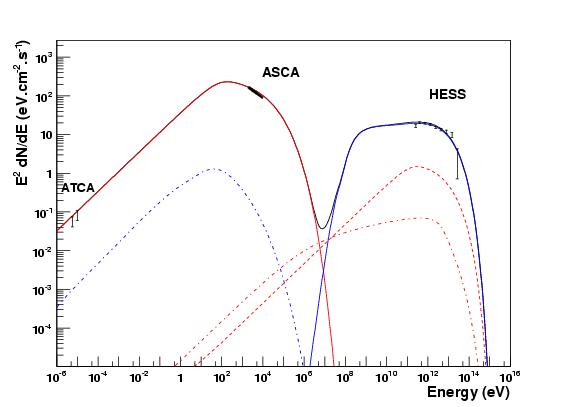 E² dN/dE (eV.cm⁻².s⁻¹)
10³
10²
10
1
10⁻¹
10⁻²
10⁻³
10⁻⁴
ASCA
HESS
ATCA
10⁻⁶ 10⁻⁴ 10⁻² 1 10² 10⁴ 10⁶ 10⁸ 10¹⁰ 10¹² 10¹⁴ 10¹⁶
Energy (eV)